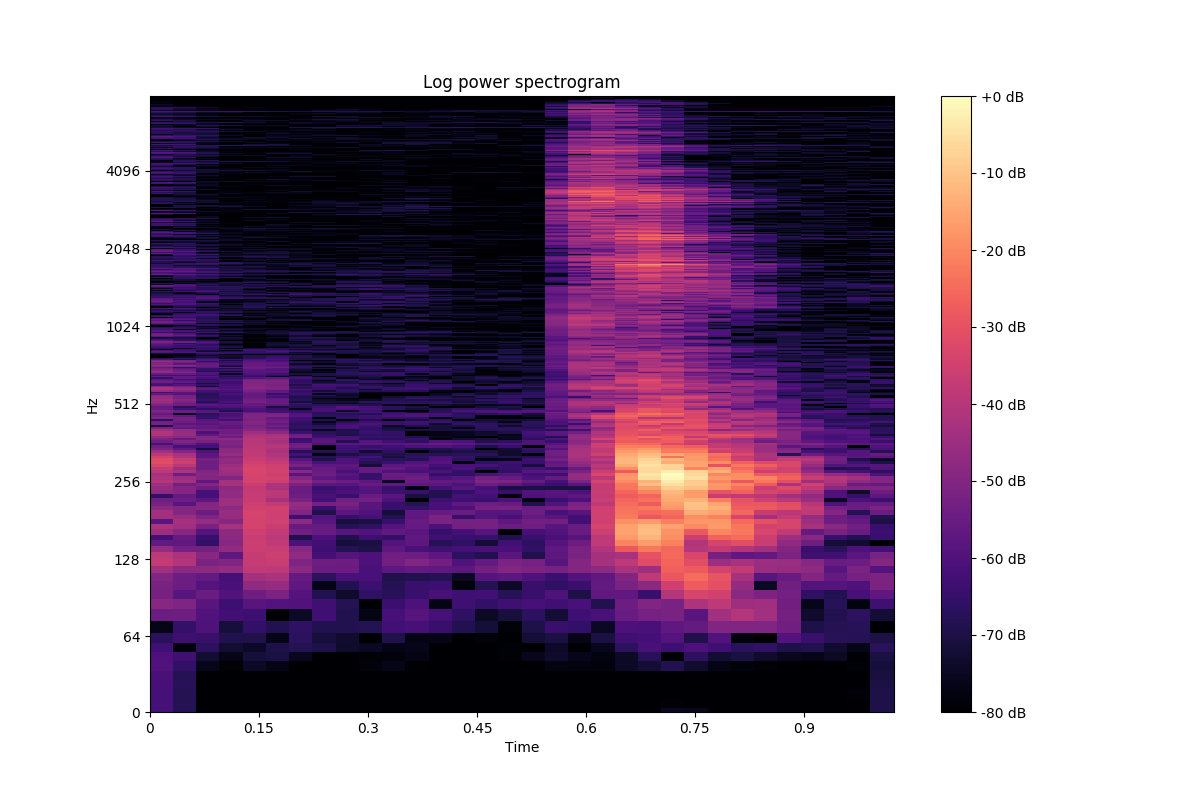 Log power spectrogram
Hz
4096
2048
1024
512
256
128
64
0
0 0.15 0.3 0.45 0.6 0.75 0.9
Time
+0 dB
-10 dB
-20 dB
-30 dB
-40 dB
-50 dB
-60 dB
-70 dB
-80 dB